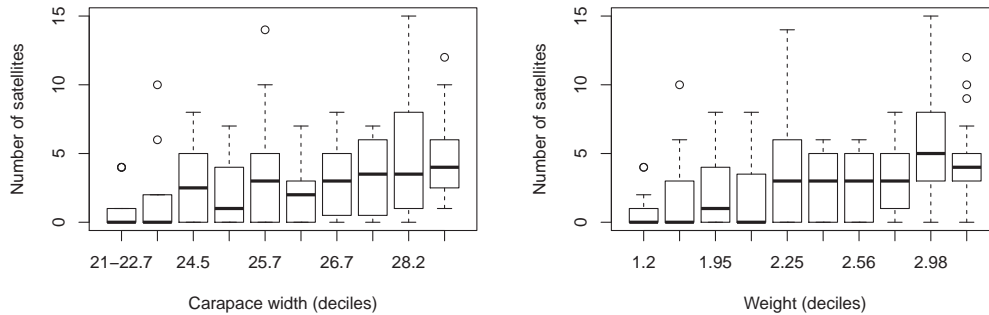 Number of satellites
15
10
5
0
21−22.7 24.5 25.7 26.7 28.2
Carapace width (deciles)
Number of satellites
15
10
5
0
1.2 1.95 2.25 2.56 2.98
Weight (deciles)